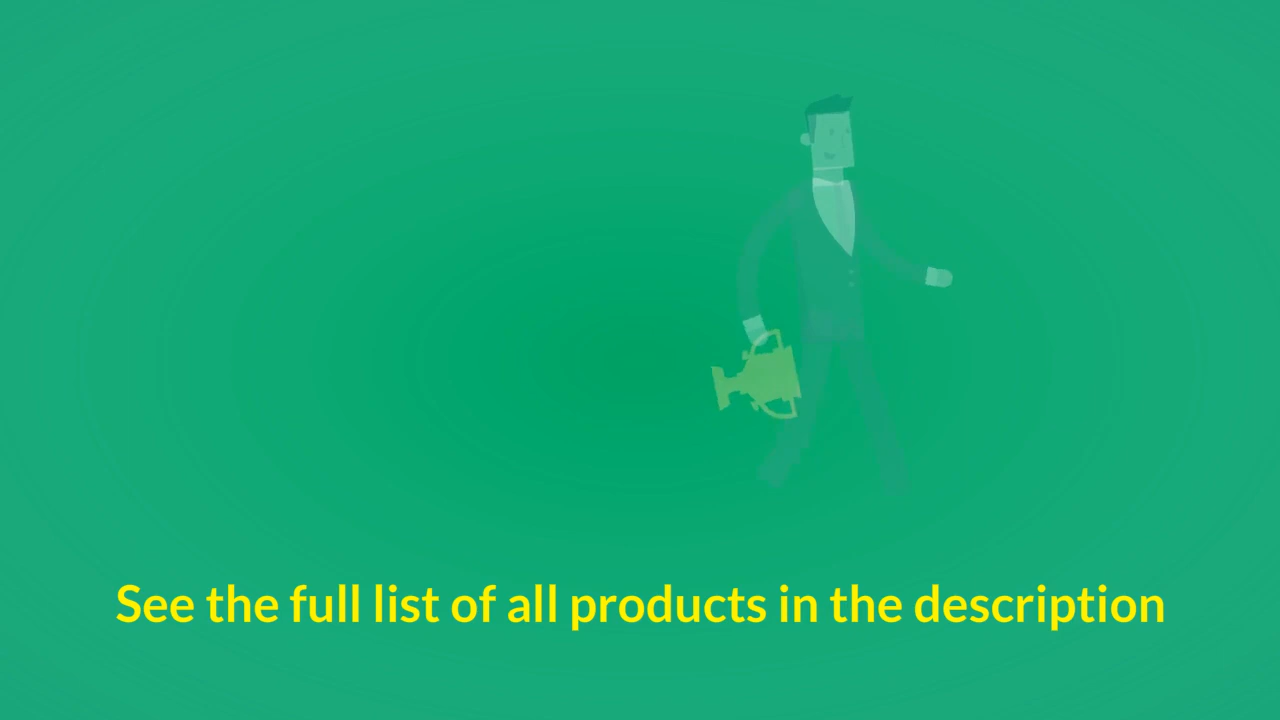 See the full list of all products in the description